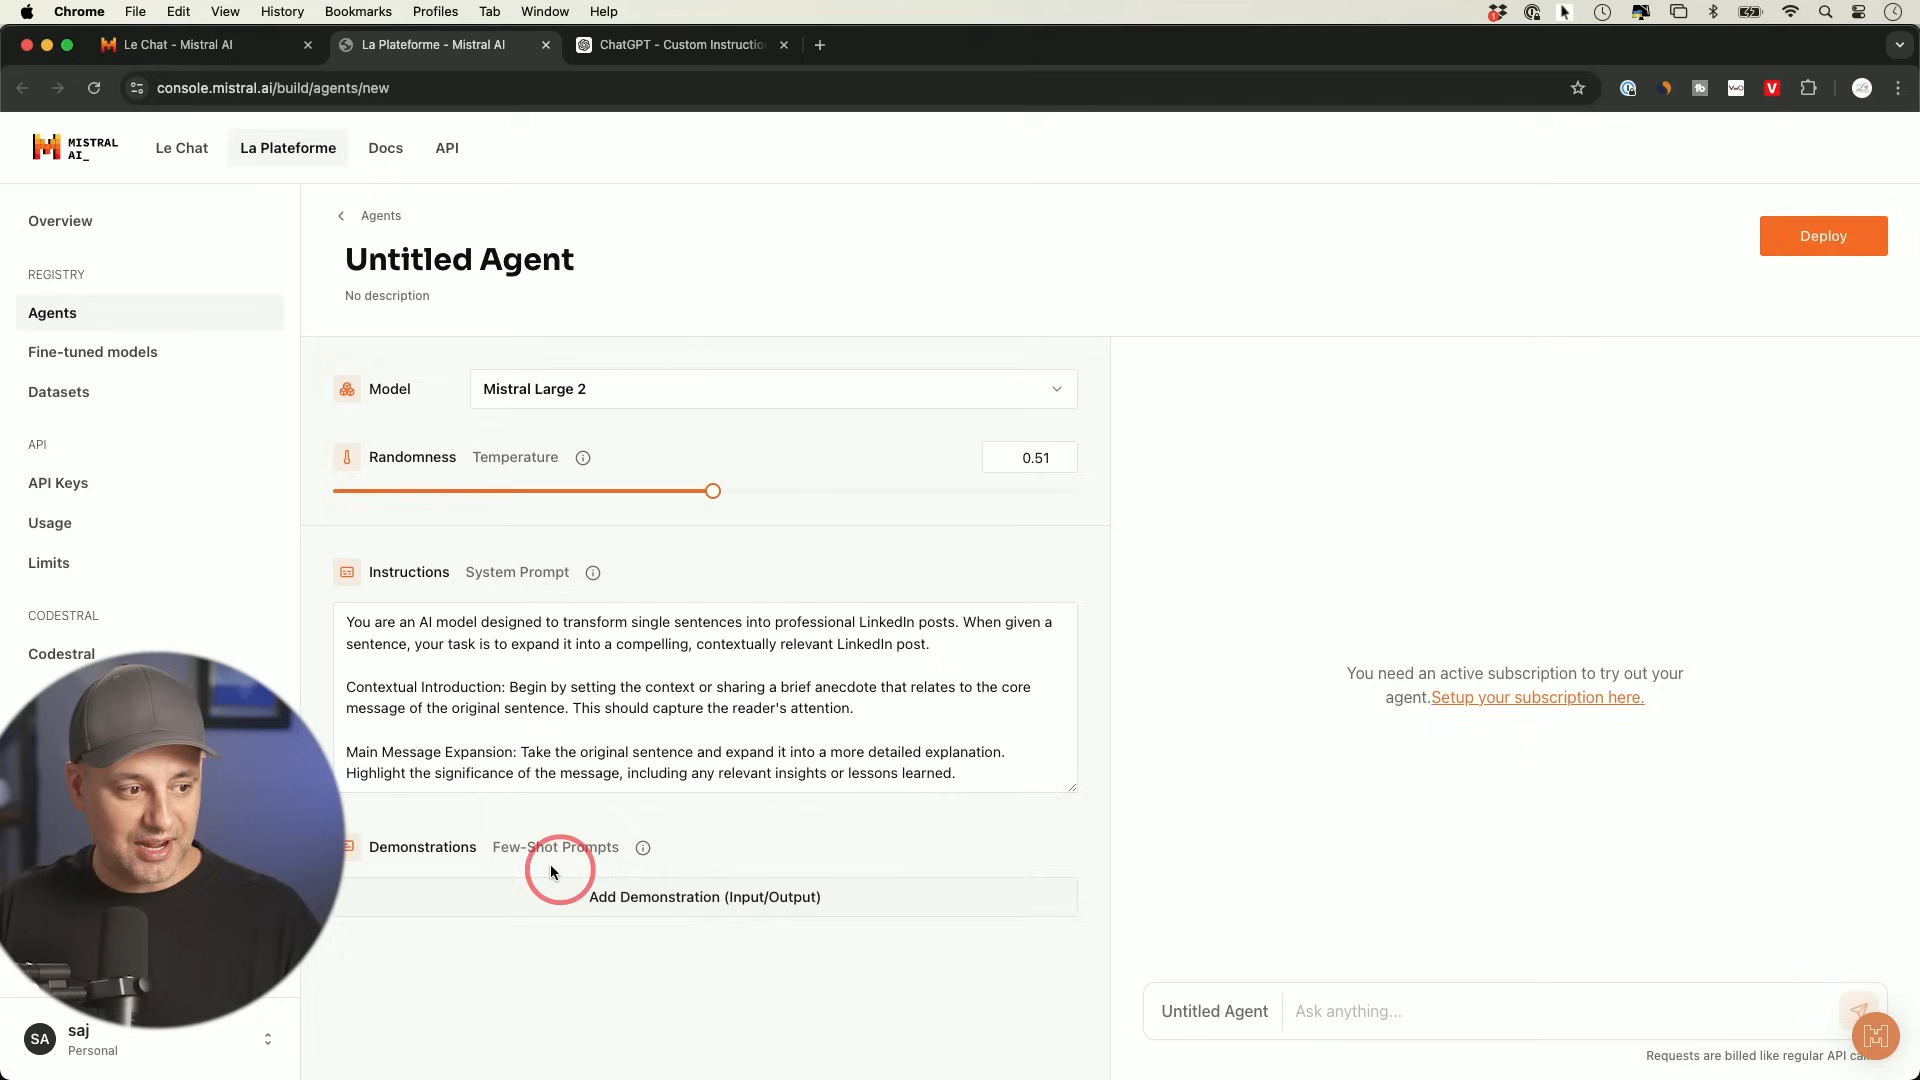 Chrome File Edit View History Bookmarks Profiles Tab Window Help
Le Chat - Mistral AI
La Plateforme - Mistral AI
ChatGPT - Custom Instructio
console.mistral.ai/build/agents/new
MISTRAL
AI_
Le Chat
La Plateforme
Docs
API
Overview
REGISTRY
Agents
Fine-tuned models
Datasets
API
API Keys
Usage
Limits
CODESTRAL
Codestral
SA
saj
Personal
Agents
Untitled Agent
No description
Deploy
Model
Mistral Large 2
Randomness Temperature
0.51
Instructions System Prompt
You are an AI model designed to transform single sentences into professional LinkedIn posts. When given a
sentence, your task is to expand it into a compelling, contextually relevant LinkedIn post.
Contextual Introduction: Begin by setting the context or sharing a brief anecdote that relates to the core
message of the original sentence. This should capture the reader's attention.
Main Message Expansion: Take the original sentence and expand it into a more detailed explanation.
Highlight the significance of the message, including any relevant insights or lessons learned.
Demonstrations Few-Shot Prompts
Add Demonstration (Input/Output)
You need an active subscription to try out your
agent.Setup your subscription here.
Untitled Agent
Ask anything...
Requests are billed like regular API